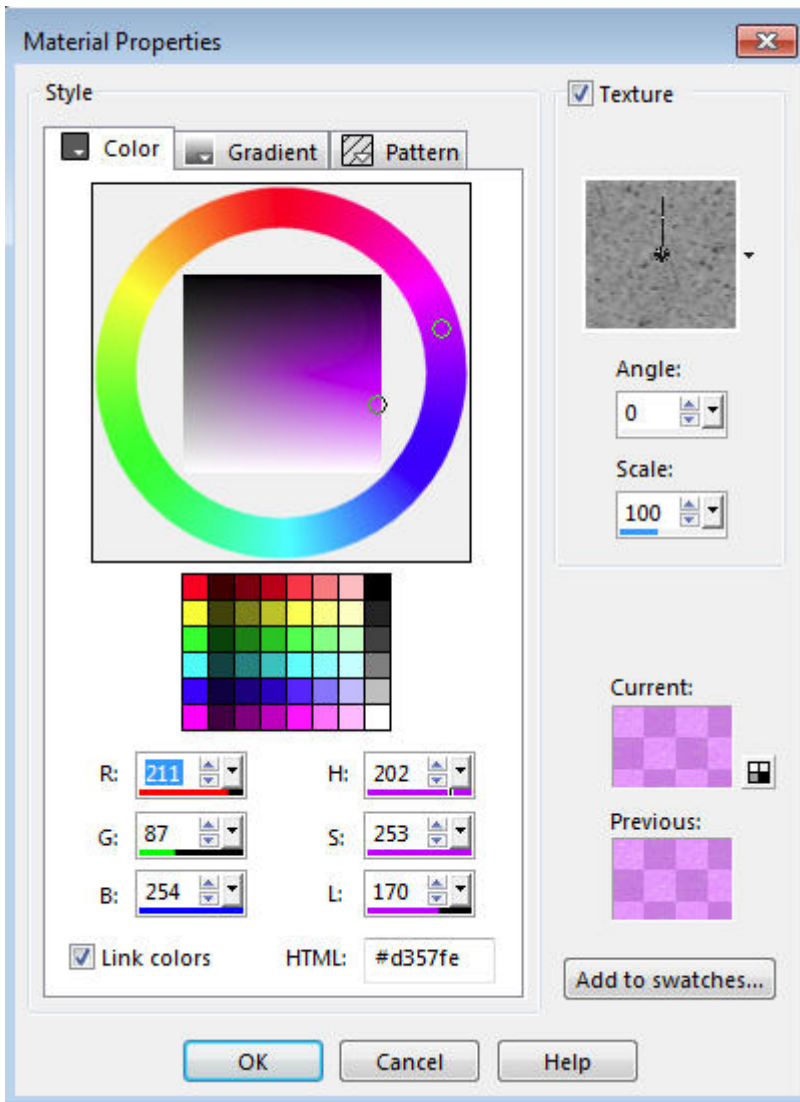 Material Properties
Style
Texture
Color
Gradient
Pattern
Angle:
0
Scale:
100
Current:
Previous:
R: 211
H: 202
G: 87
S: 253
B: 254
L: 170
Link colors
HTML: #d357fe
Add to swatches...
OK
Cancel
Help